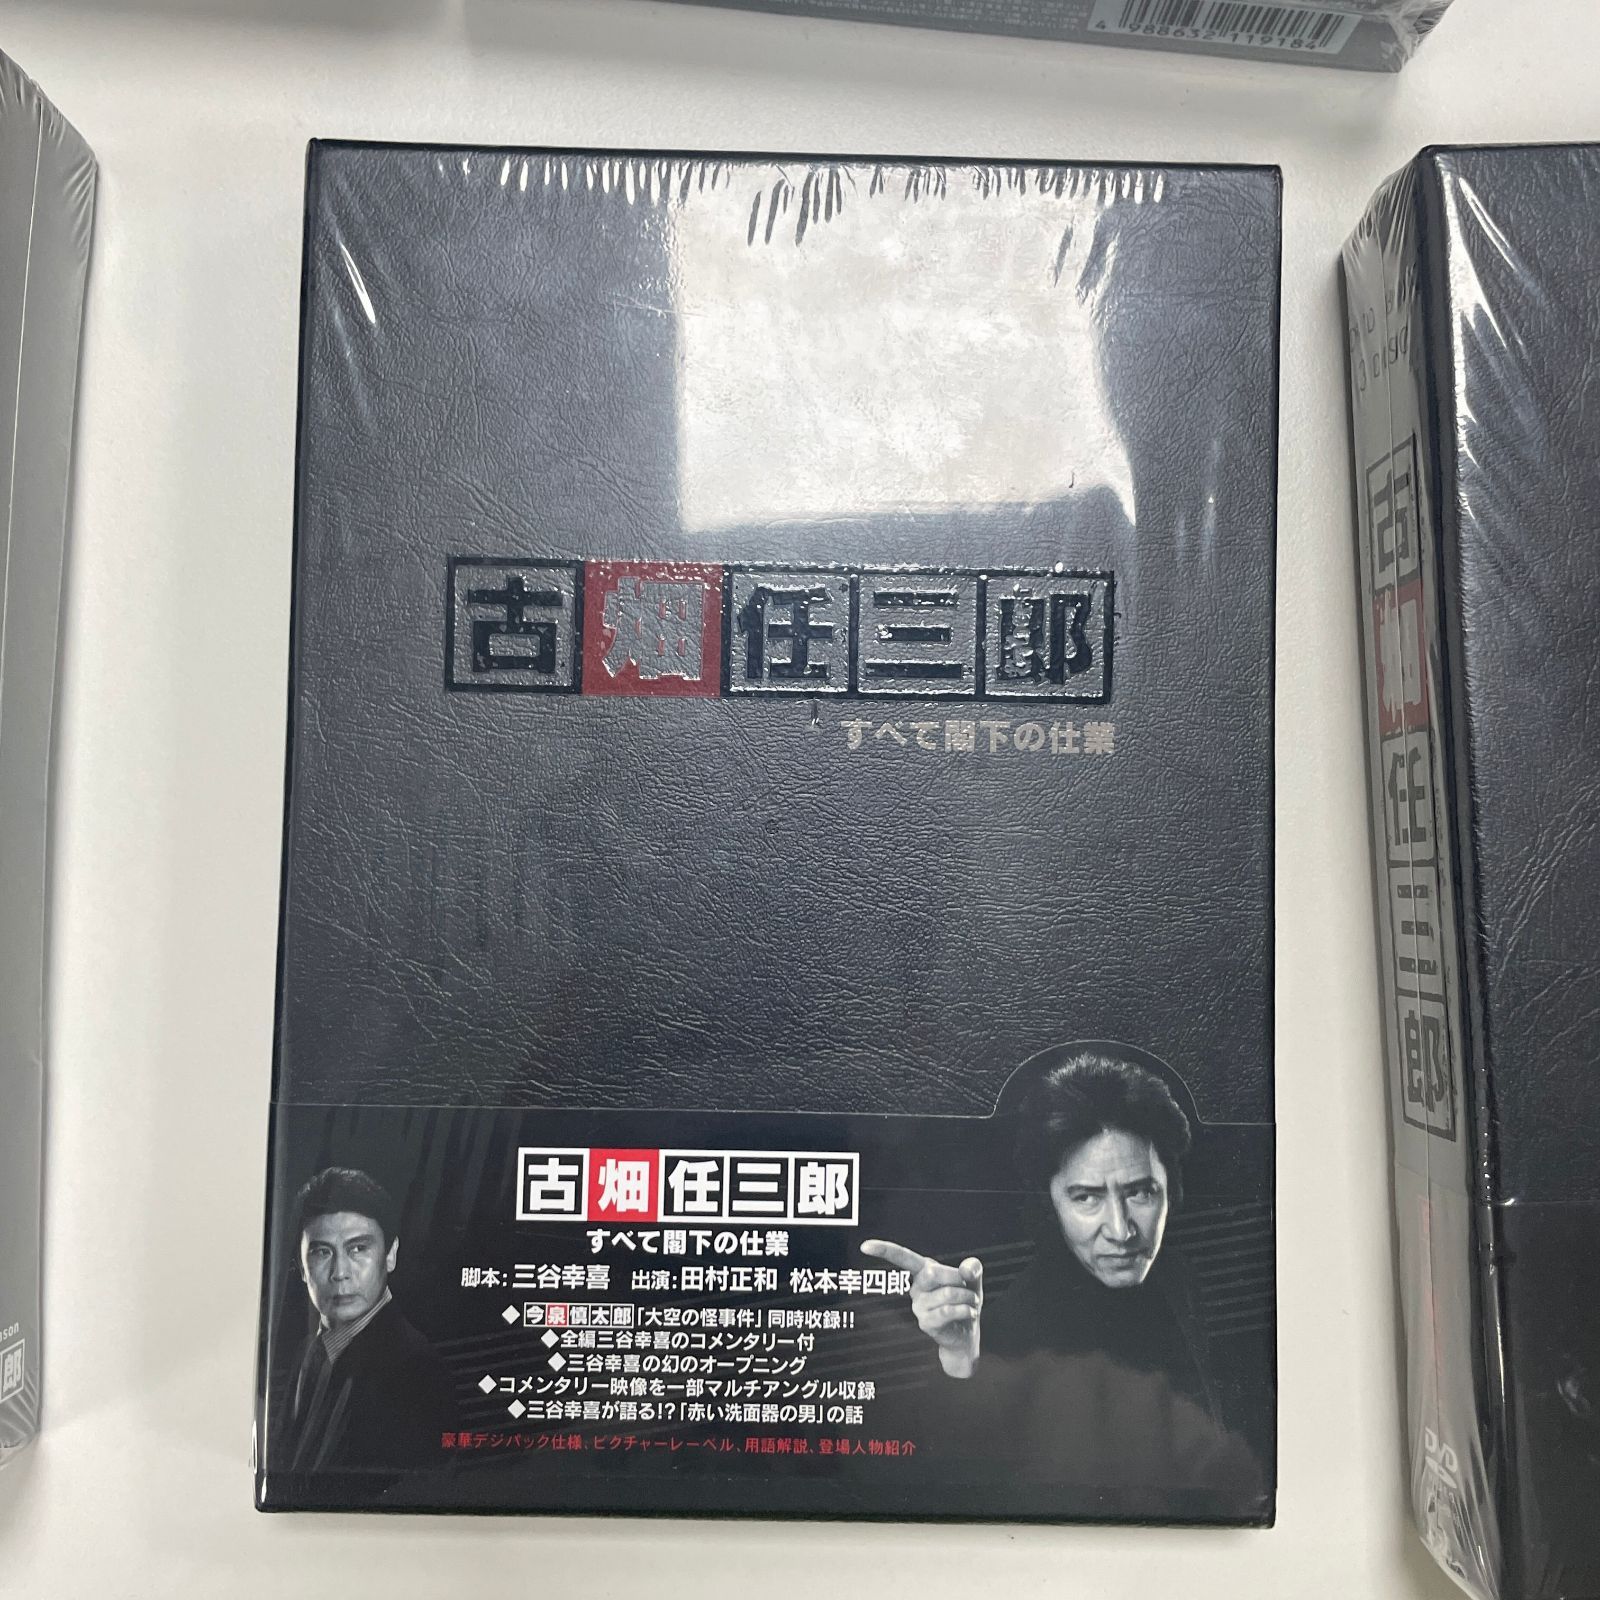 4 988632 119184
古畑任三郎
すべて閣下の仕業
古畑任三郎
すべて閣下の仕業
脚本:三谷幸喜 出演:田村正和 松本幸四郎
◆今泉慎太郎「大空の怪事件」同時収録!!
◆全編三谷幸喜のコメンタリー付
◆三谷幸喜の幻のオープニング
◆コメンタリー映像を一部マルチアングル収録
◆三谷幸喜が語る!?「赤い洗面器の男」の話
豪華デジパック仕様、ピクチャーレーベル、用語解説、登場人物紹介
古畑任三郎
DVD
郎